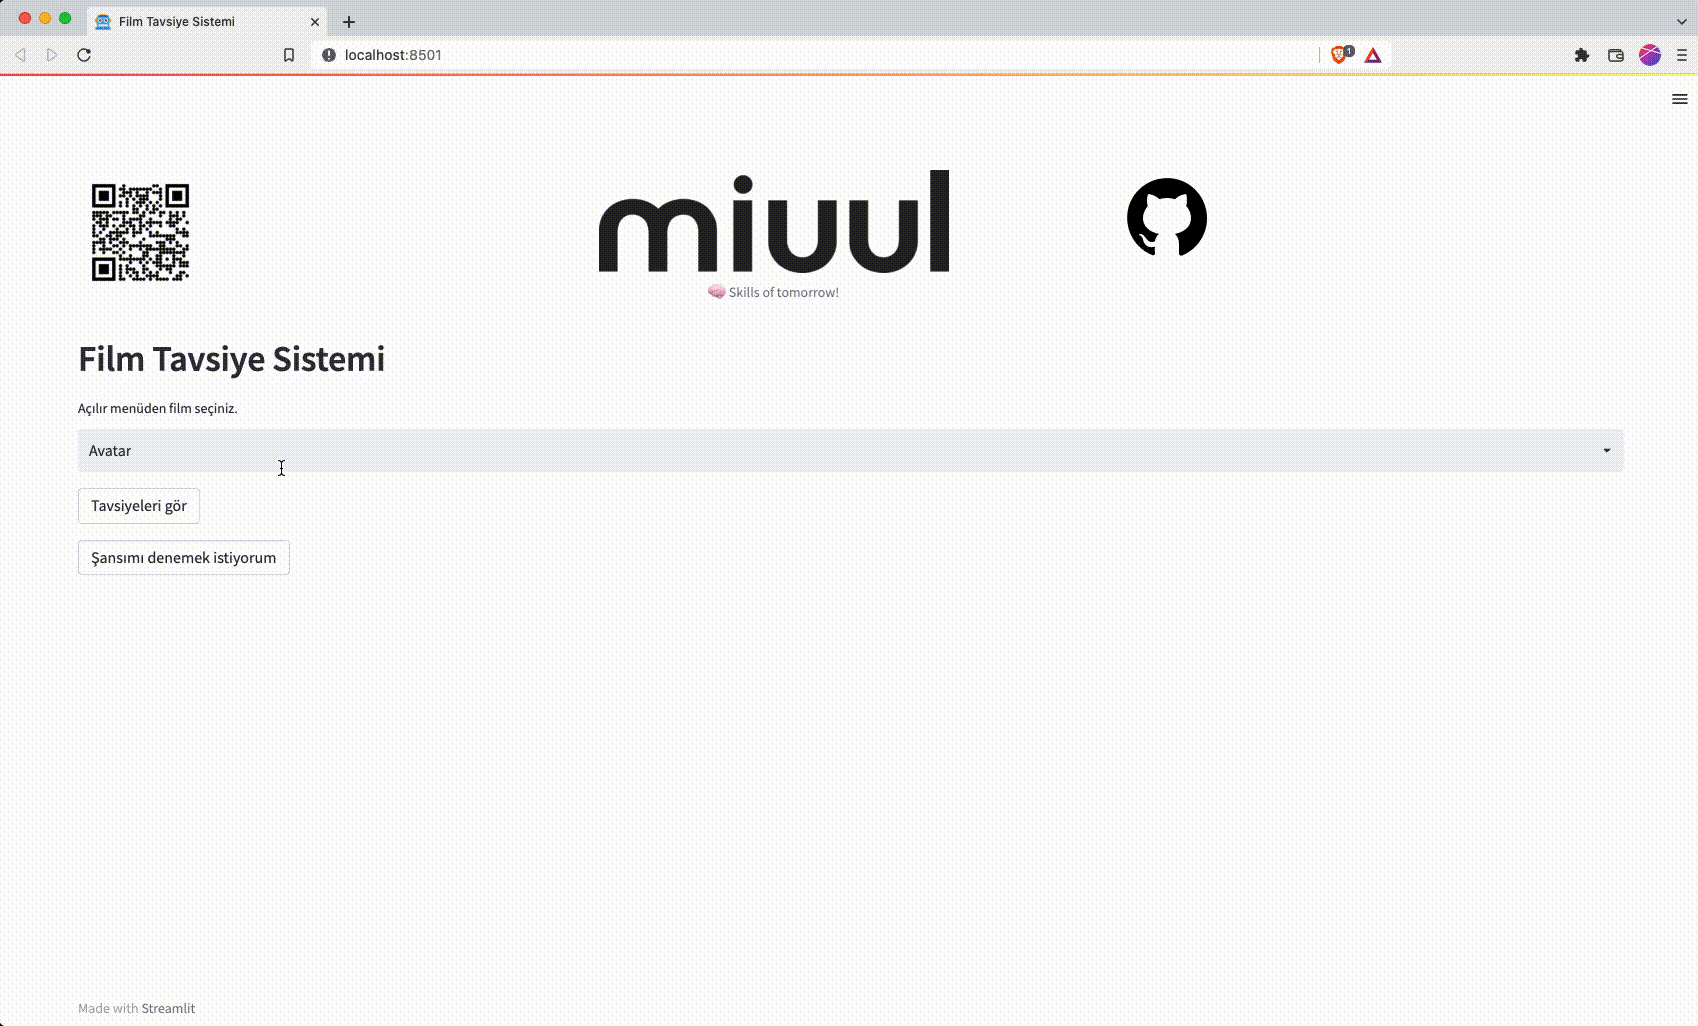 Film Tavsiye Sistemi
localhost:8501
1
miuul
🧠 Skills of tomorrow!
Film Tavsiye Sistemi
Açılır menüden film seçiniz.
Avatar
Tavsiyeleri gör
Şansımı denemek istiyorum
Made with Streamlit